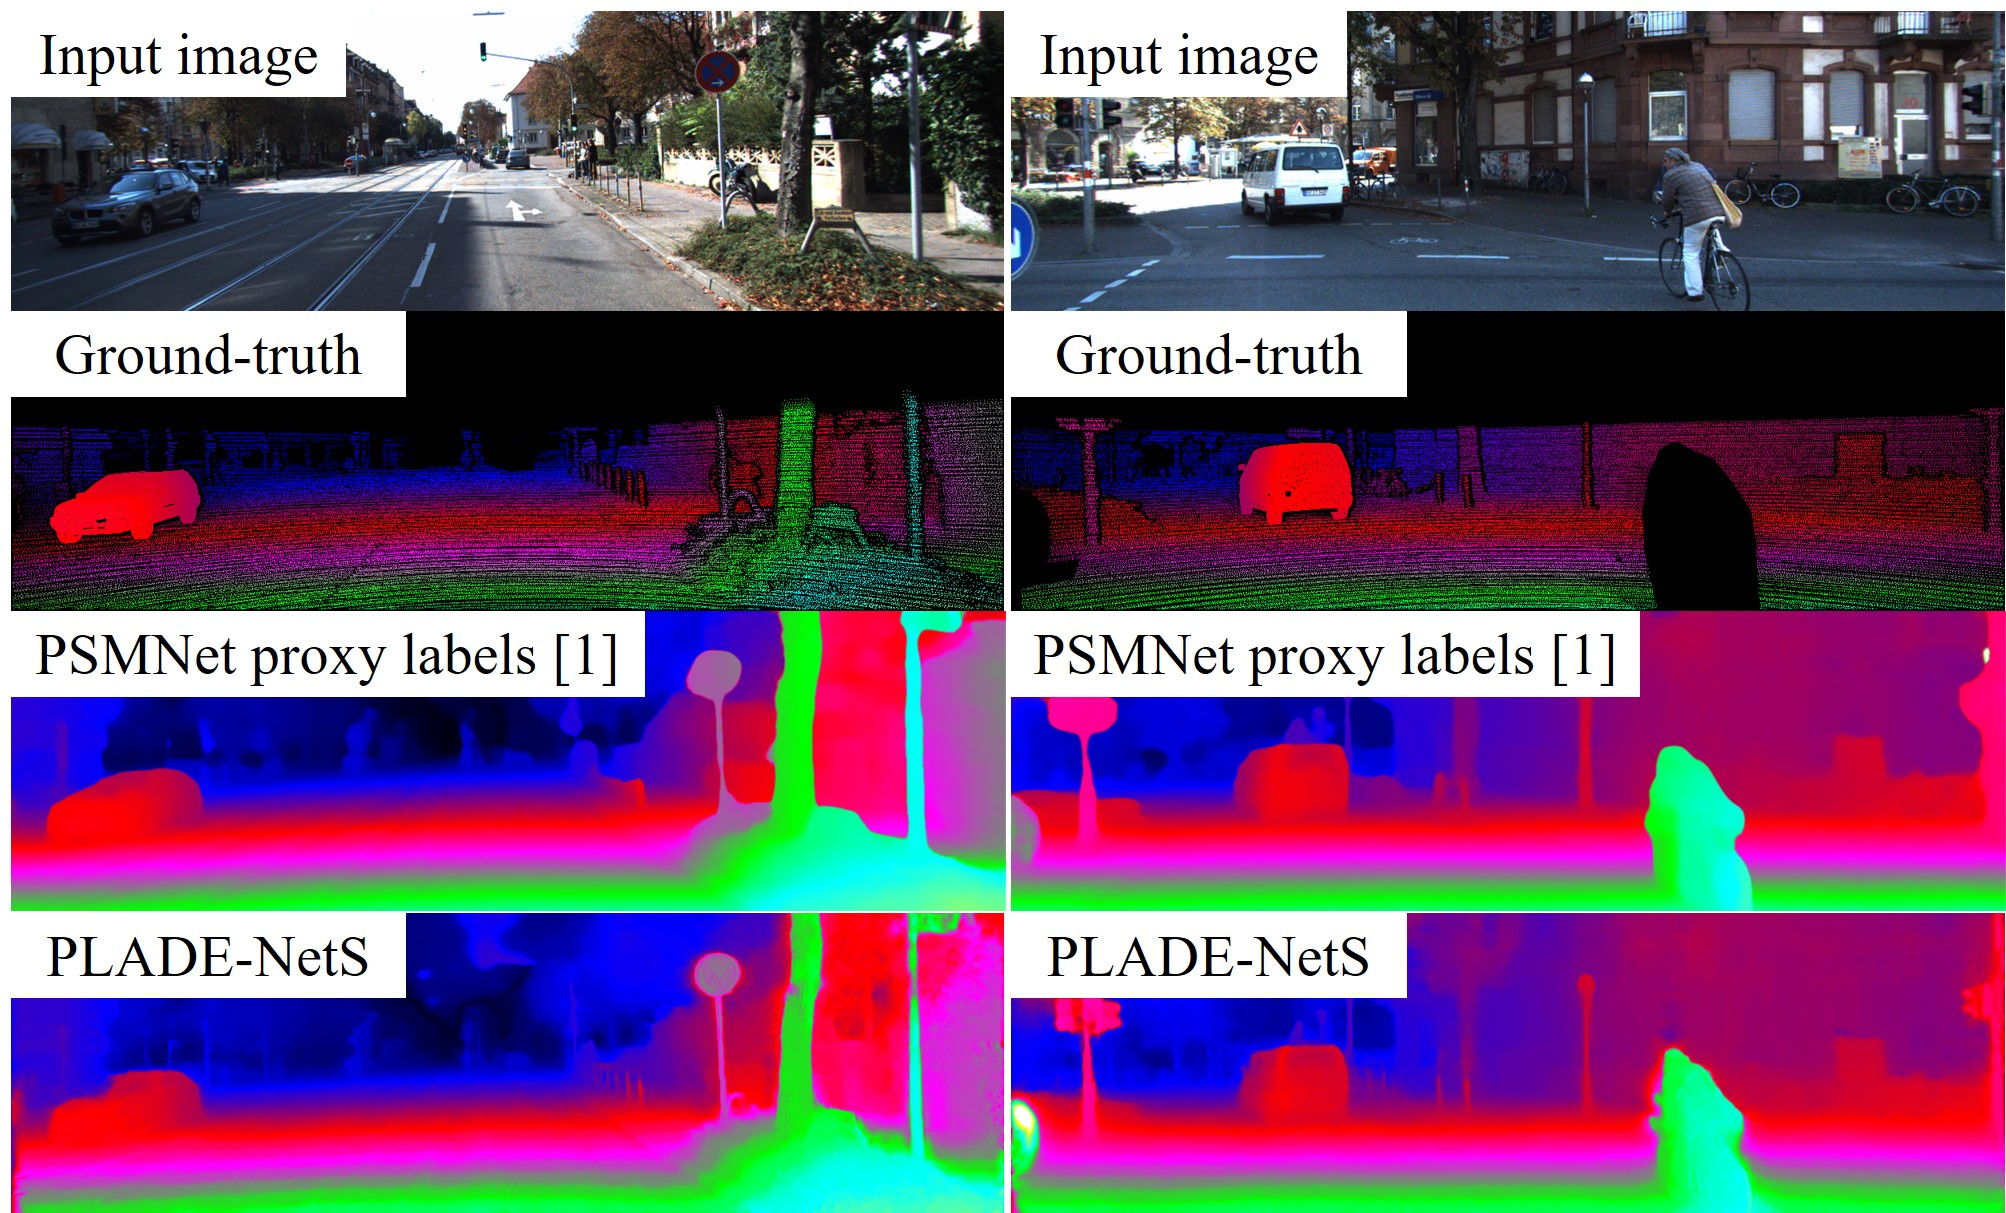 Input image
Input image
Ground-truth
Ground-truth
PSMNet proxy labels [1]
PSMNet proxy labels [1]
PLADE-NetS
PLADE-NetS